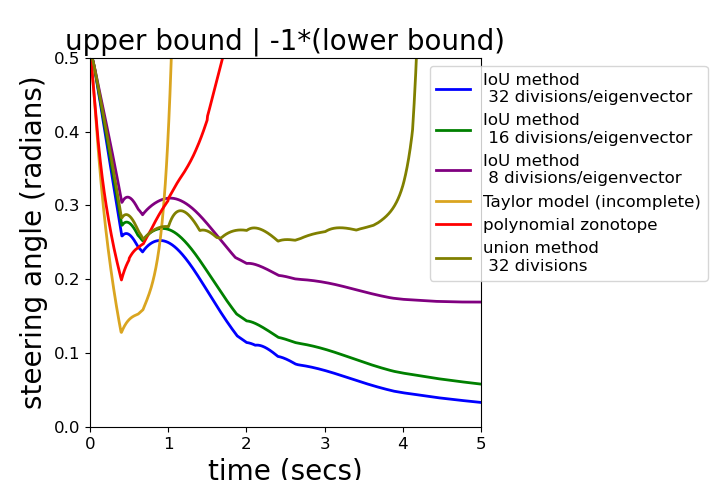 upper bound | -1*(lower bound)
steering angle (radians)
0.5
0.4
0.3
0.2
0.1
0.0
0
1
2
3
4
5
time (secs)
IoU method
32 divisions/eigenvector
IoU method
16 divisions/eigenvector
IoU method
8 divisions/eigenvector
Taylor model (incomplete)
polynomial zonotope
union method
32 divisions